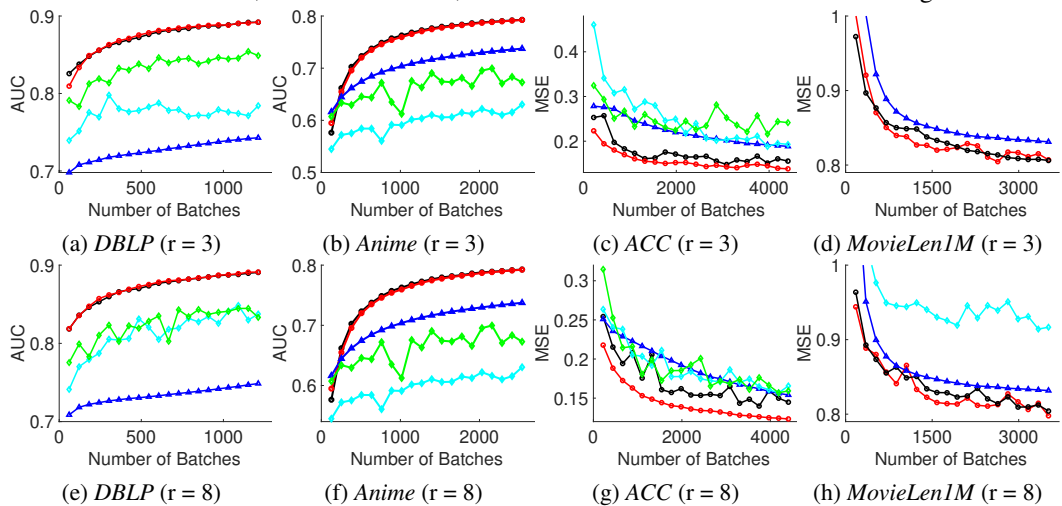 0.9 0.8 0.7
AUC
0 500 1000
Number of Batches
(a) DBLP (r = 3)
0.8 0.7 0.6 0.5
AUC
0 1000 2000
Number of Batches
(b) Anime (r = 3)
0.4 0.3 0.2
MSE
0 2000 4000
Number of Batches
(c) ACC (r = 3)
1 0.9 0.8
MSE
0 1500 3000
Number of Batches
(d) MovieLen1M (r = 3)
0.9 0.8 0.7
AUC
0 500 1000
Number of Batches
(e) DBLP (r = 8)
0.8 0.7 0.6
AUC
0 1000 2000
Number of Batches
(f) Anime (r = 8)
0.3 0.25 0.2 0.15
MSE
0 2000 4000
Number of Batches
(g) ACC (r = 8)
1 0.9 0.8
MSE
0 1500 3000
Number of Batches
(h) MovieLen1M (r = 8)